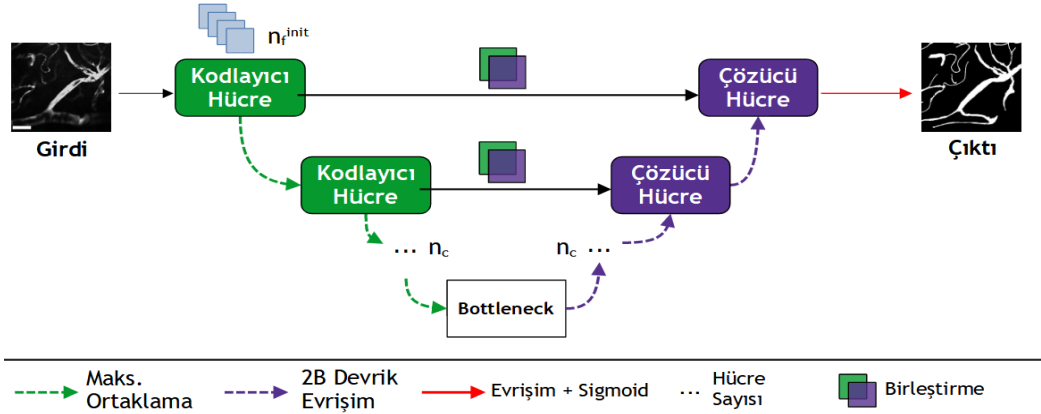 n_f^init
Kodlayıcı
Hücre
Çözücü
Hücre
Girdi
Çıktı
Kodlayıcı
Hücre
Çözücü
Hücre
... n_c
n_c ...
Bottleneck
Maks.
Ortaklama
2B Devrik
Evrişim
Evrişim + Sigmoid
... Hücre
Sayısı
Birleştirme